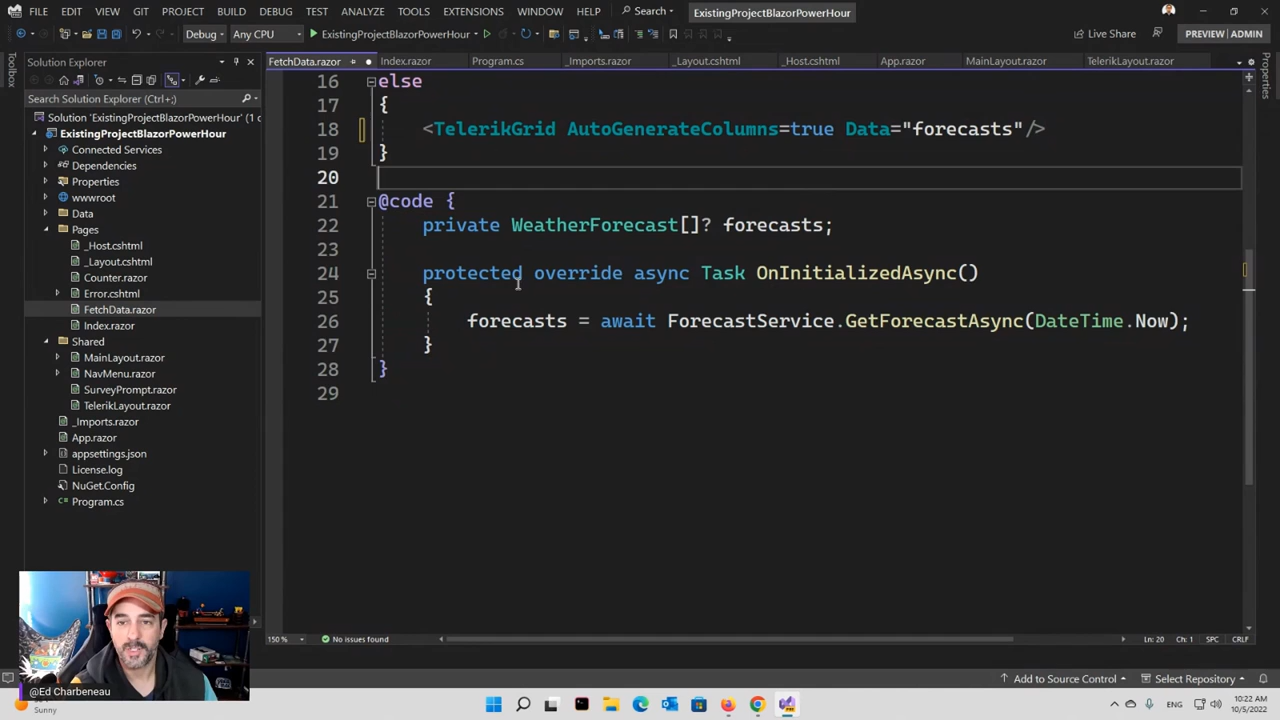 FILE EDIT VIEW GIT PROJECT BUILD DEBUG TEST ANALYZE TOOLS EXTENSIONS WINDOW HELP Search ExistingProjectBlazorPowerHour
Debug Any CPU ExistingProjectBlazorPowerHour Live Share PREVIEW | ADMIN
Toolbox
Solution Explorer
Search Solution Explorer (Ctrl+;)
Solution 'ExistingProjectBlazorPowerHour' (1 o
ExistingProjectBlazorPowerHour
Connected Services
Dependencies
Properties
wwwroot
Data
Pages
_Host.cshtml
_Layout.cshtml
Counter.razor
Error.cshtml
FetchData.razor
Index.razor
Shared
MainLayout.razor
NavMenu.razor
SurveyPrompt.razor
TelerikLayout.razor
_Imports.razor
App.razor
appsettings.json
License.log
NuGet.Config
Program.cs
FetchData.razor Index.razor Program.cs _Imports.razor _Layout.cshtml _Host.cshtml App.razor MainLayout.razor TelerikLayout.razor
Properties
16 else
17 {
18 <TelerikGrid AutoGenerateColumns=true Data="forecasts"/>
19 }
20
21 @code {
22 private WeatherForecast[]? forecasts;
23
24 protected override async Task OnInitializedAsync()
25 {
26 forecasts = await ForecastService.GetForecastAsync(DateTime.Now);
27 }
28 }
29
150 % No issues found Ln: 20 Ch: 1 SPC CRLF
Add to Source Control Select Repository
@Ed Charbeneau
Sunny
10:22 AM
10/5/2022